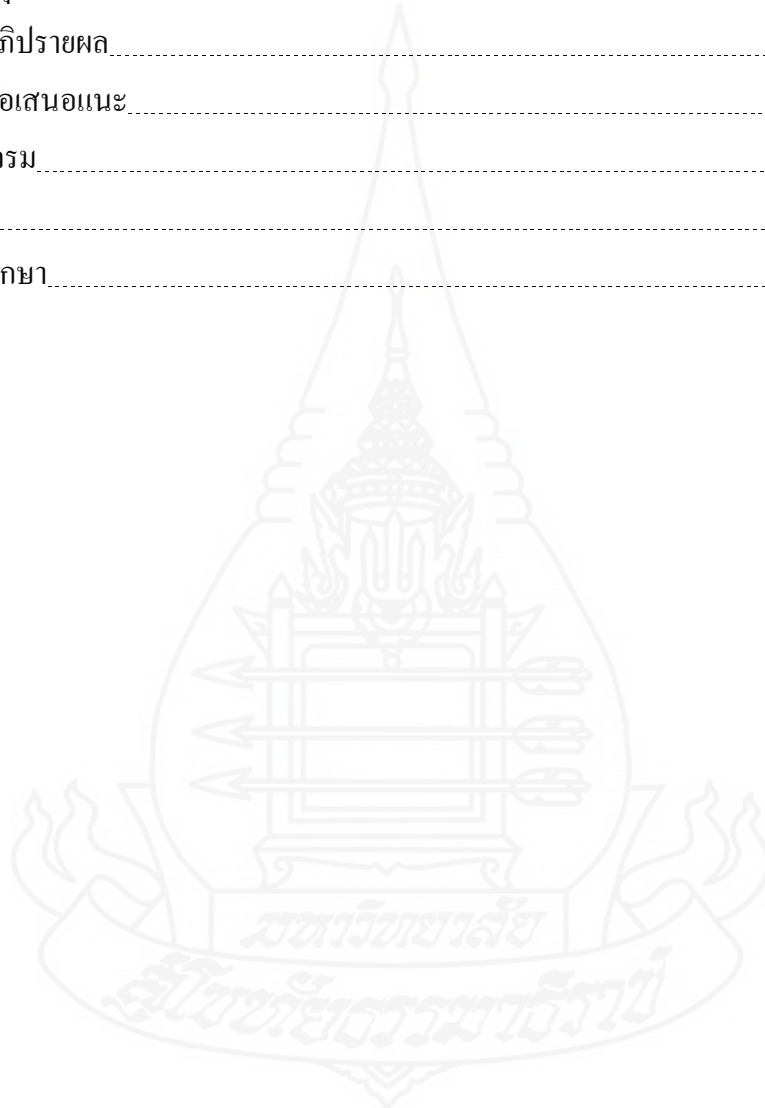 ภิปรายผล
อเสนอแนะ
กรม
กษา
มหาวิทยาลัย
สุโขทัยธรรมาธิราช